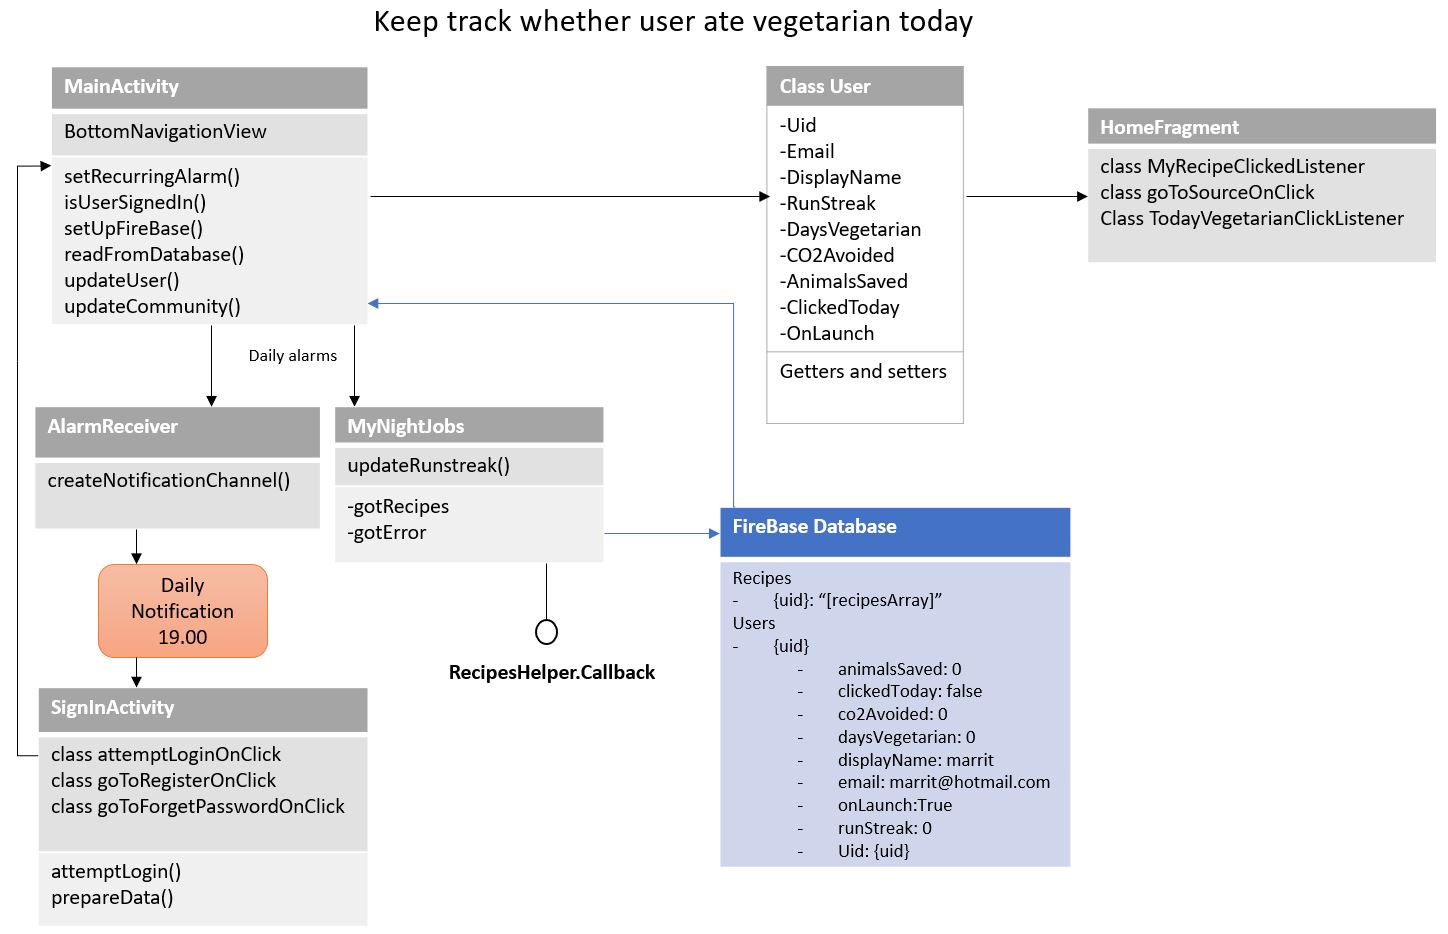 Keep track whether user ate vegetarian today
MainActivity
BottomNavigationView
setRecurringAlarm()
isUserSignedIn()
setUpFireBase()
readFromDatabase()
updateUser()
updateCommunity()
Class User
-Uid
-Email
-DisplayName
-RunStreak
-DaysVegetarian
-CO2Avoided
-AnimalsSaved
-ClickedToday
-OnLaunch
Getters and setters
HomeFragment
class MyRecipeClickedListener
class goToSourceOnClick
Class TodayVegetarianClickListener
Daily alarms
AlarmReceiver
createNotificationChannel()
MyNightJobs
updateRunstreak()
-gotRecipes
-gotError
RecipesHelper.Callback
Daily
Notification
19.00
SignInActivity
class attemptLoginOnClick
class goToRegisterOnClick
class goToForgetPasswordOnClick
attemptLogin()
prepareData()
FireBase Database
Recipes
- {uid}: “[recipesArray]”
Users
- {uid}
- animalsSaved: 0
- clickedToday: false
- co2Avoided: 0
- daysVegetarian: 0
- displayName: marrit
- email: marrit@hotmail.com
- onLaunch:True
- runStreak: 0
- Uid: {uid}